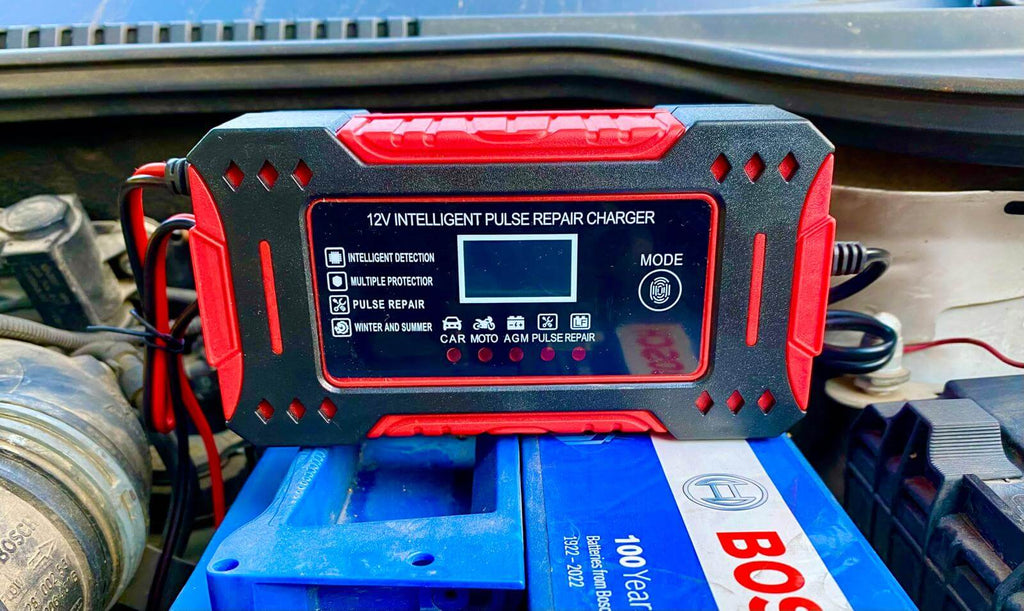 12V INTELLIGENT PULSE REPAIR CHARGER
INTELLIGENT DETECTION
MULTIPLE PROTECTIOR
PULSE REPAIR
WINTER AND SUMMER
MODE
CAR MOTO AGM PULSE REPAIR
100 Year
Batteries from Bosc
1922 - 2022
BOS
BOSCH